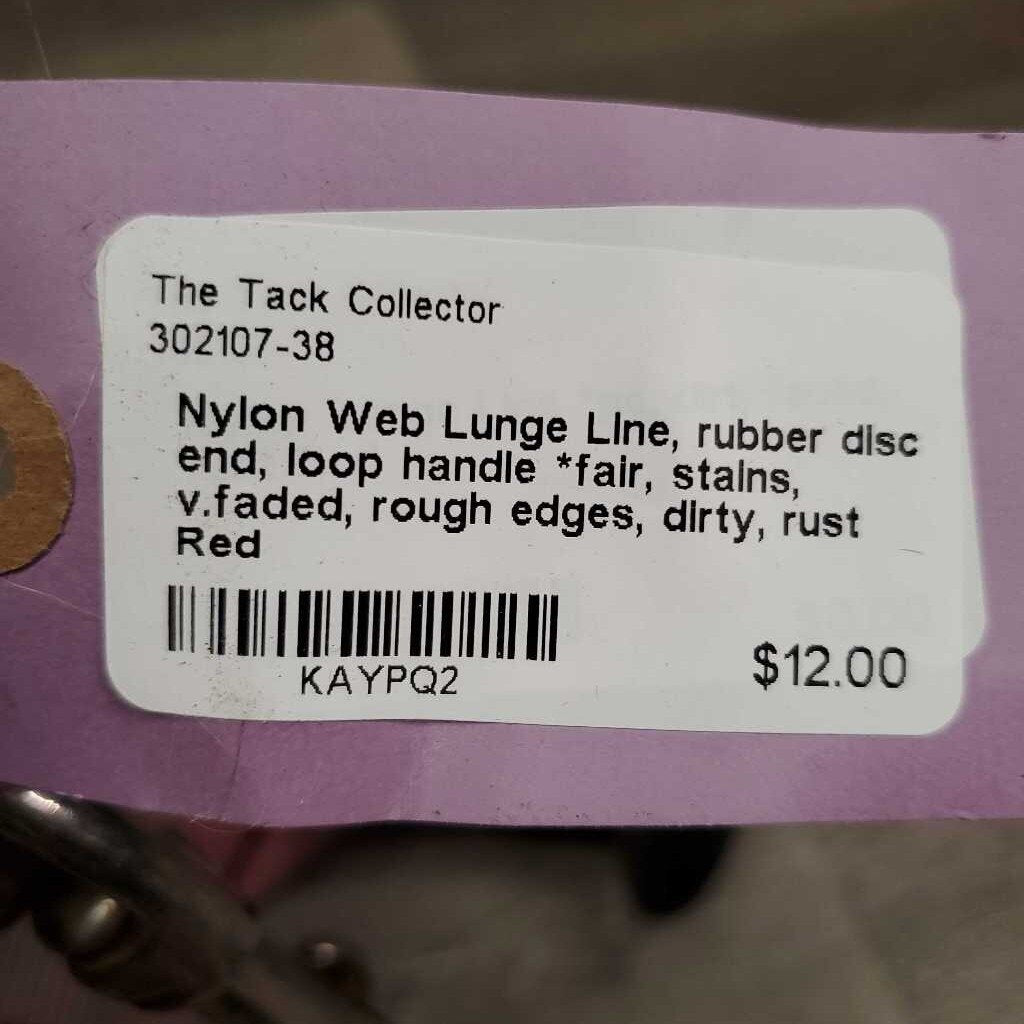 The Tack Collector
302107-38
Nylon Web Lunge Line, rubber disc
end, loop handle *fair, stains,
v.faded, rough edges, dirty, rust
Red
KAYPQ2
$12.00